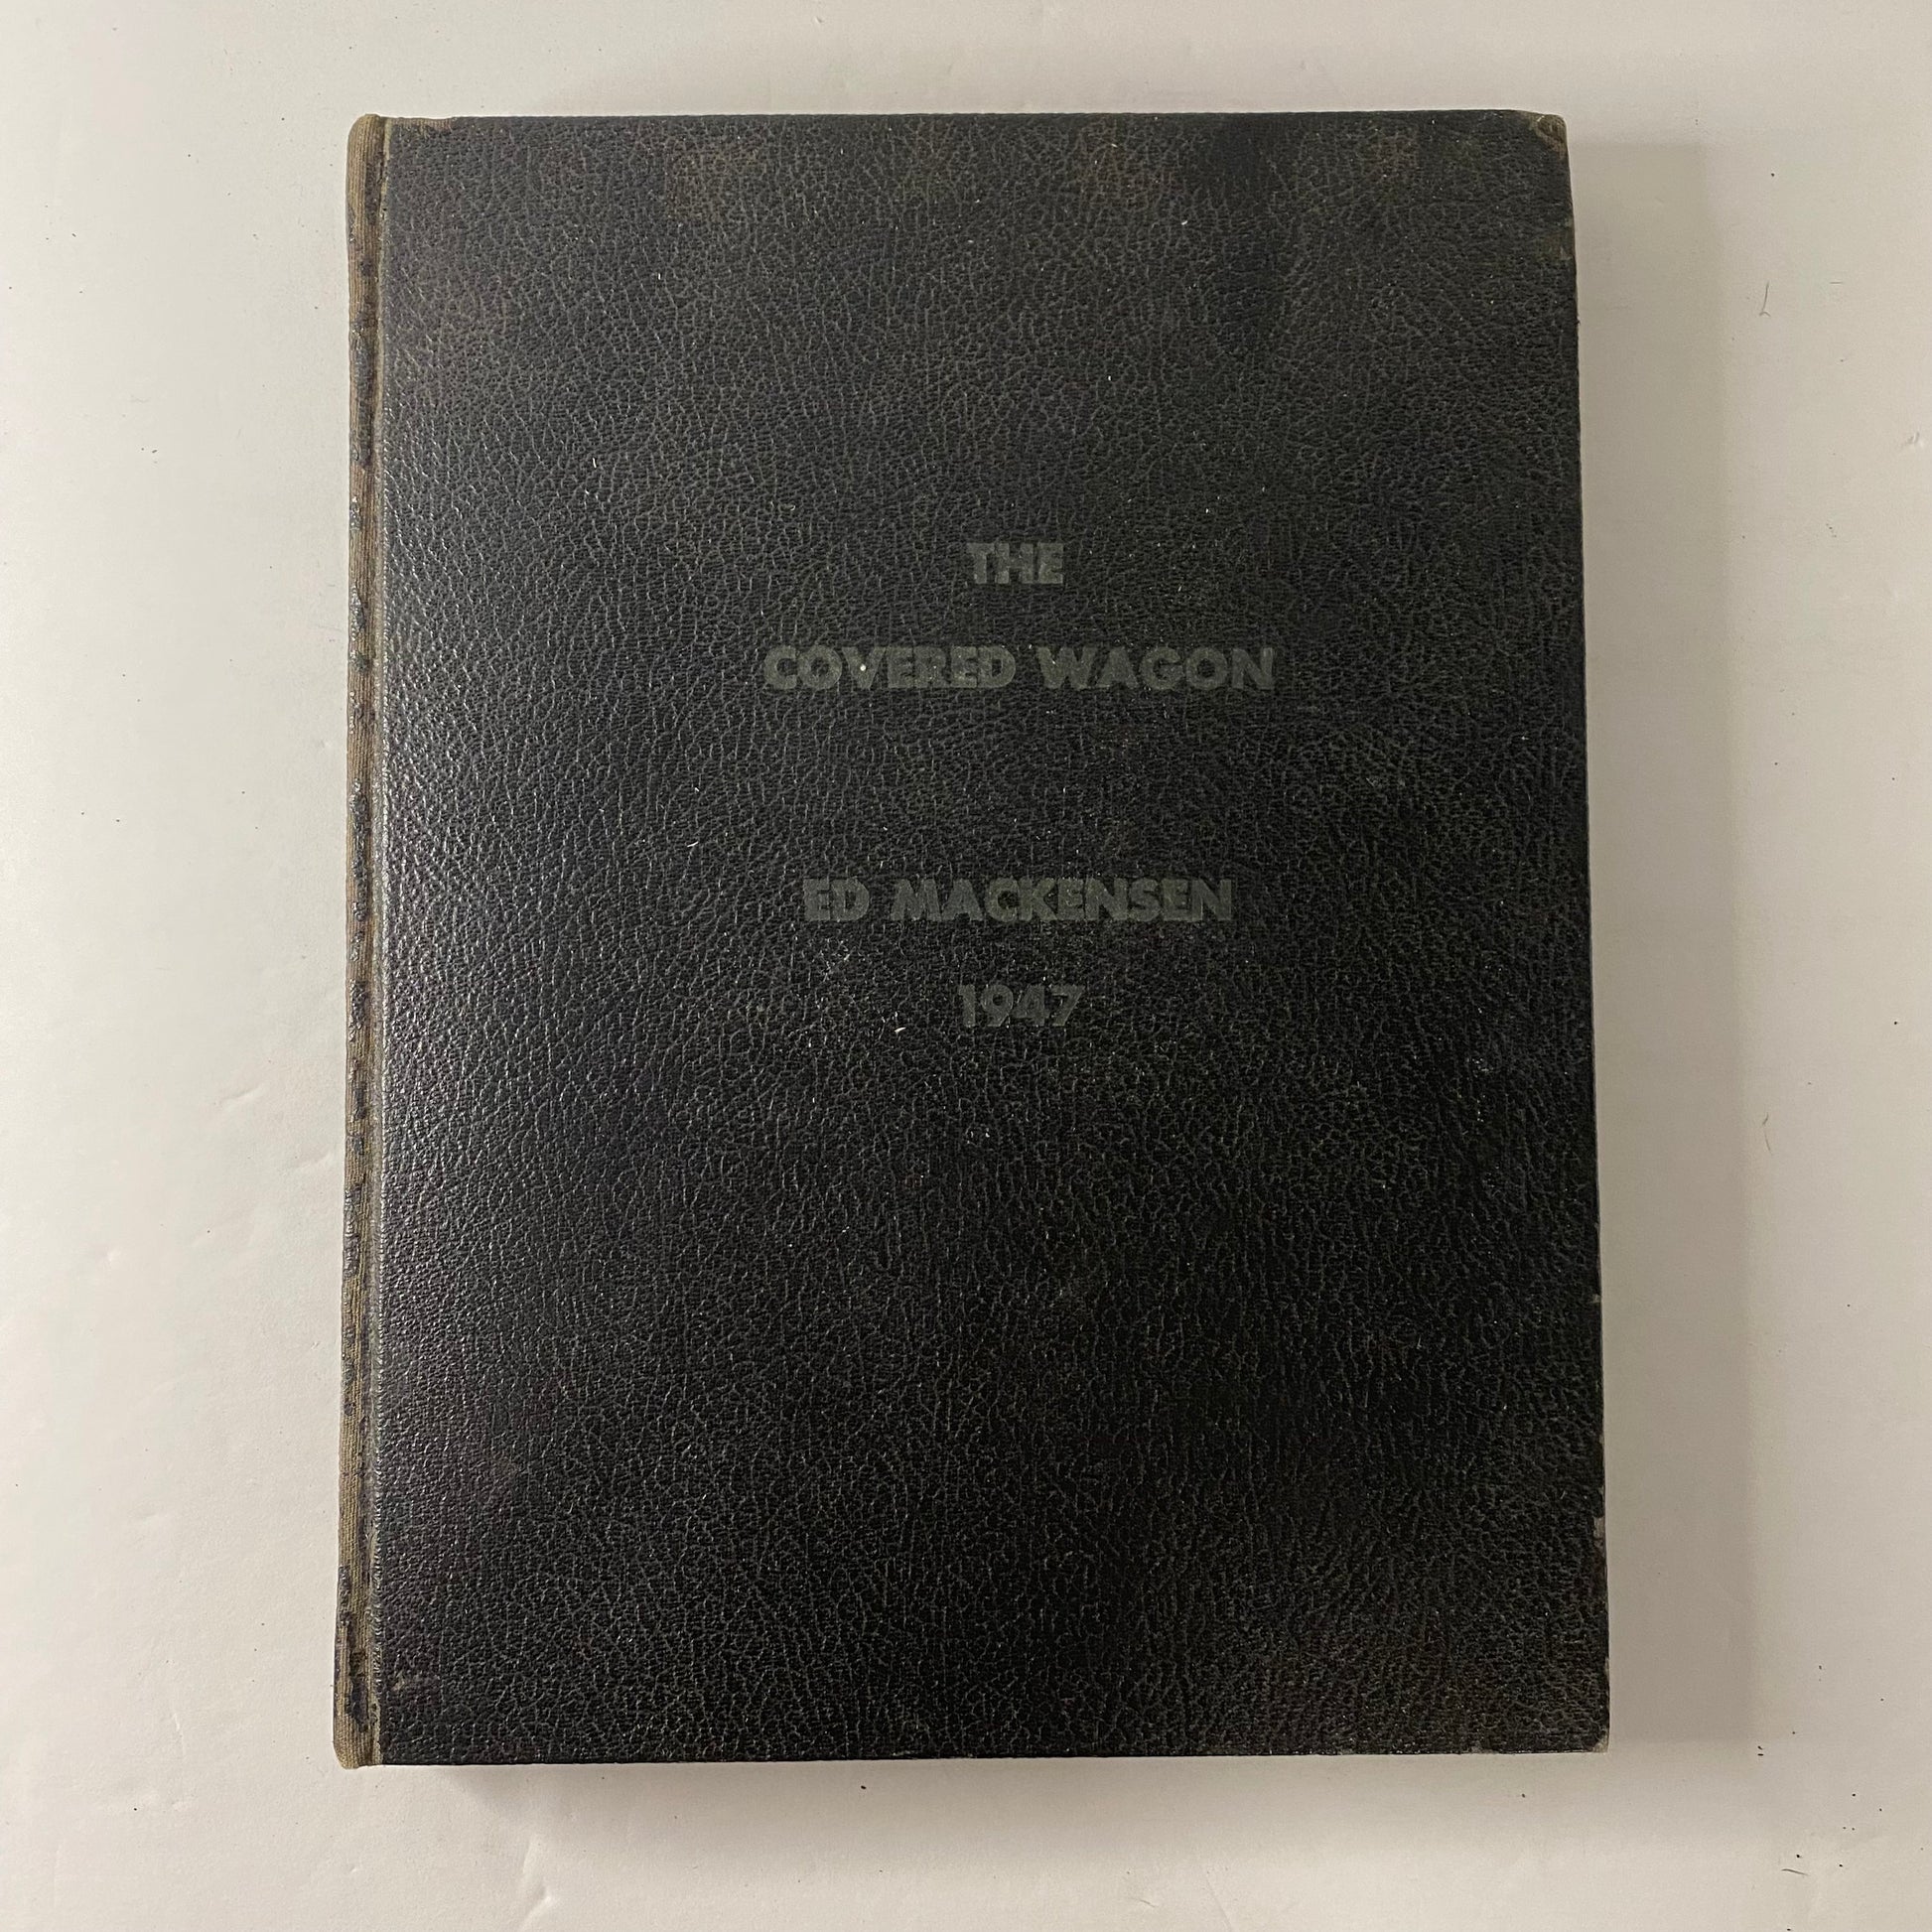 THE
COVERED WAGON
ED MACKENSEN
1947